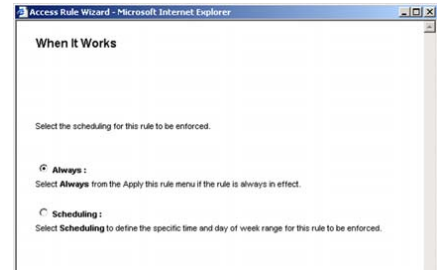 Access Rule Wizard - Microsoft Internet Explorer
When It Works
Select the scheduling for this rule to be enforced.
Always :
Select Always from the Apply this rule menu if the rule is always in effect.
Scheduling :
Select Scheduling to define the specific time and day of week range for this rule to be enforced.